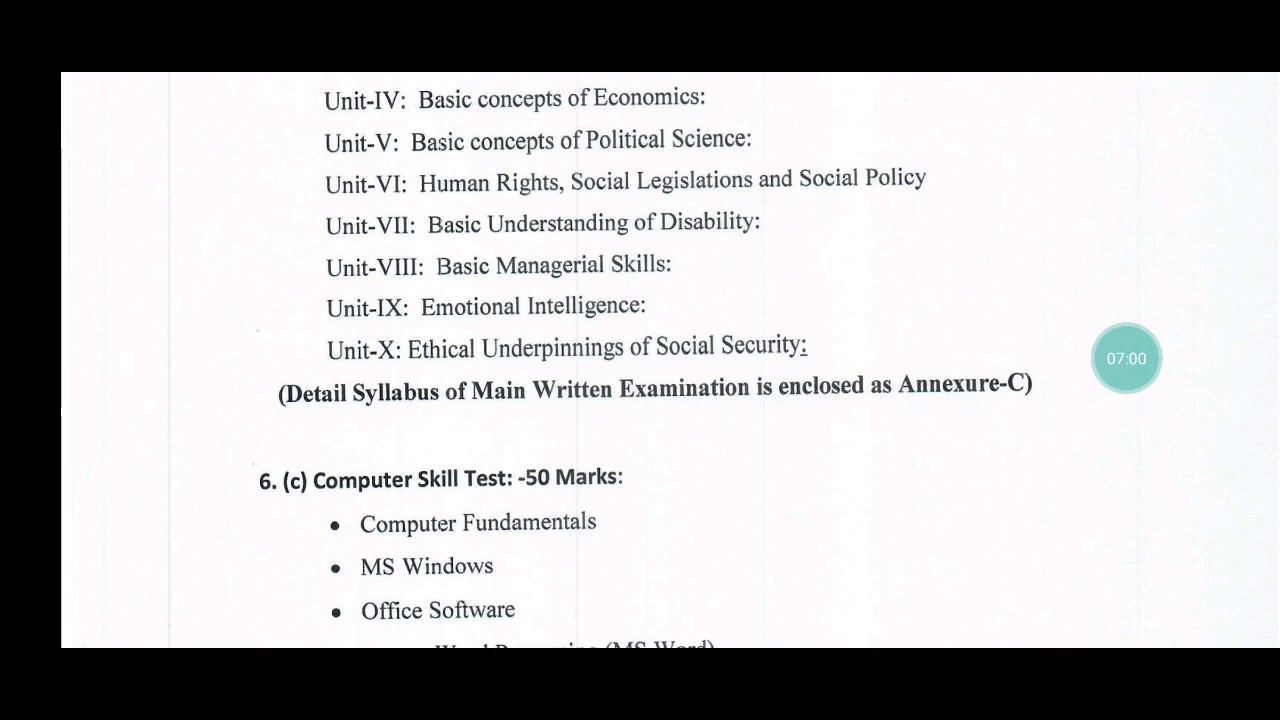 Unit-IV: Basic concepts of Economics:
Unit-V: Basic concepts of Political Science:
Unit-VI: Human Rights, Social Legislations and Social Policy
Unit-VII: Basic Understanding of Disability:
Unit-VIII: Basic Managerial Skills:
Unit-IX: Emotional Intelligence:
Unit-X: Ethical Underpinnings of Social Security:
07:00
(Detail Syllabus of Main Written Examination is enclosed as Annexure-C)
6. (c) Computer Skill Test: -50 Marks:
• Computer Fundamentals
• MS Windows
• Office Software
(MS Word)